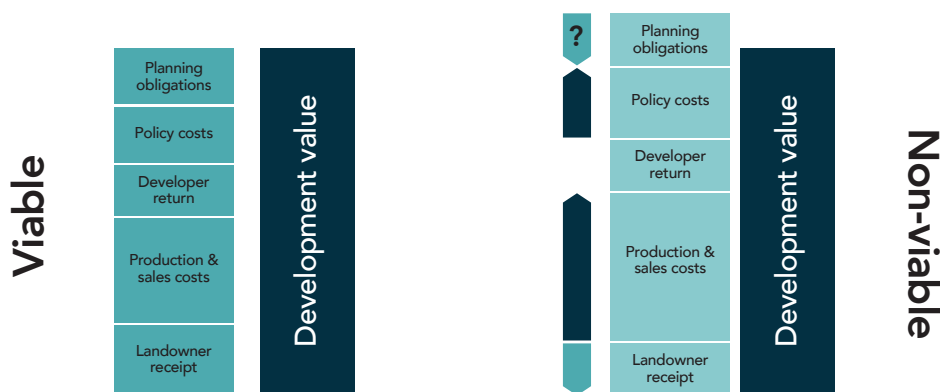 Viable
Planning
obligations
Policy costs
Developer
return
Production &
sales costs
Landowner
receipt
Development value
?
Planning
obligations
Policy costs
Developer
return
Production &
sales costs
Landowner
receipt
Development value
Non-viable